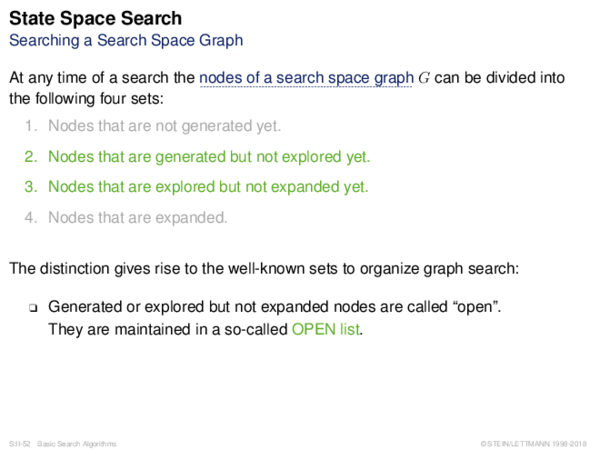 State Space Search
Searching a Search Space Graph
At any time of a search the nodes of a search space graph G can be divided into
the following four sets:
1. Nodes that are not generated yet.
2. Nodes that are generated but not explored yet.
3. Nodes that are explored but not expanded yet.
4. Nodes that are expanded.
The distinction gives rise to the well-known sets to organize graph search:
❑ Generated or explored but not expanded nodes are called “open”.
They are maintained in a so-called OPEN list.
S:II-52 Basic Search Algorithms
© STEIN/LETTMANN 1998-2018